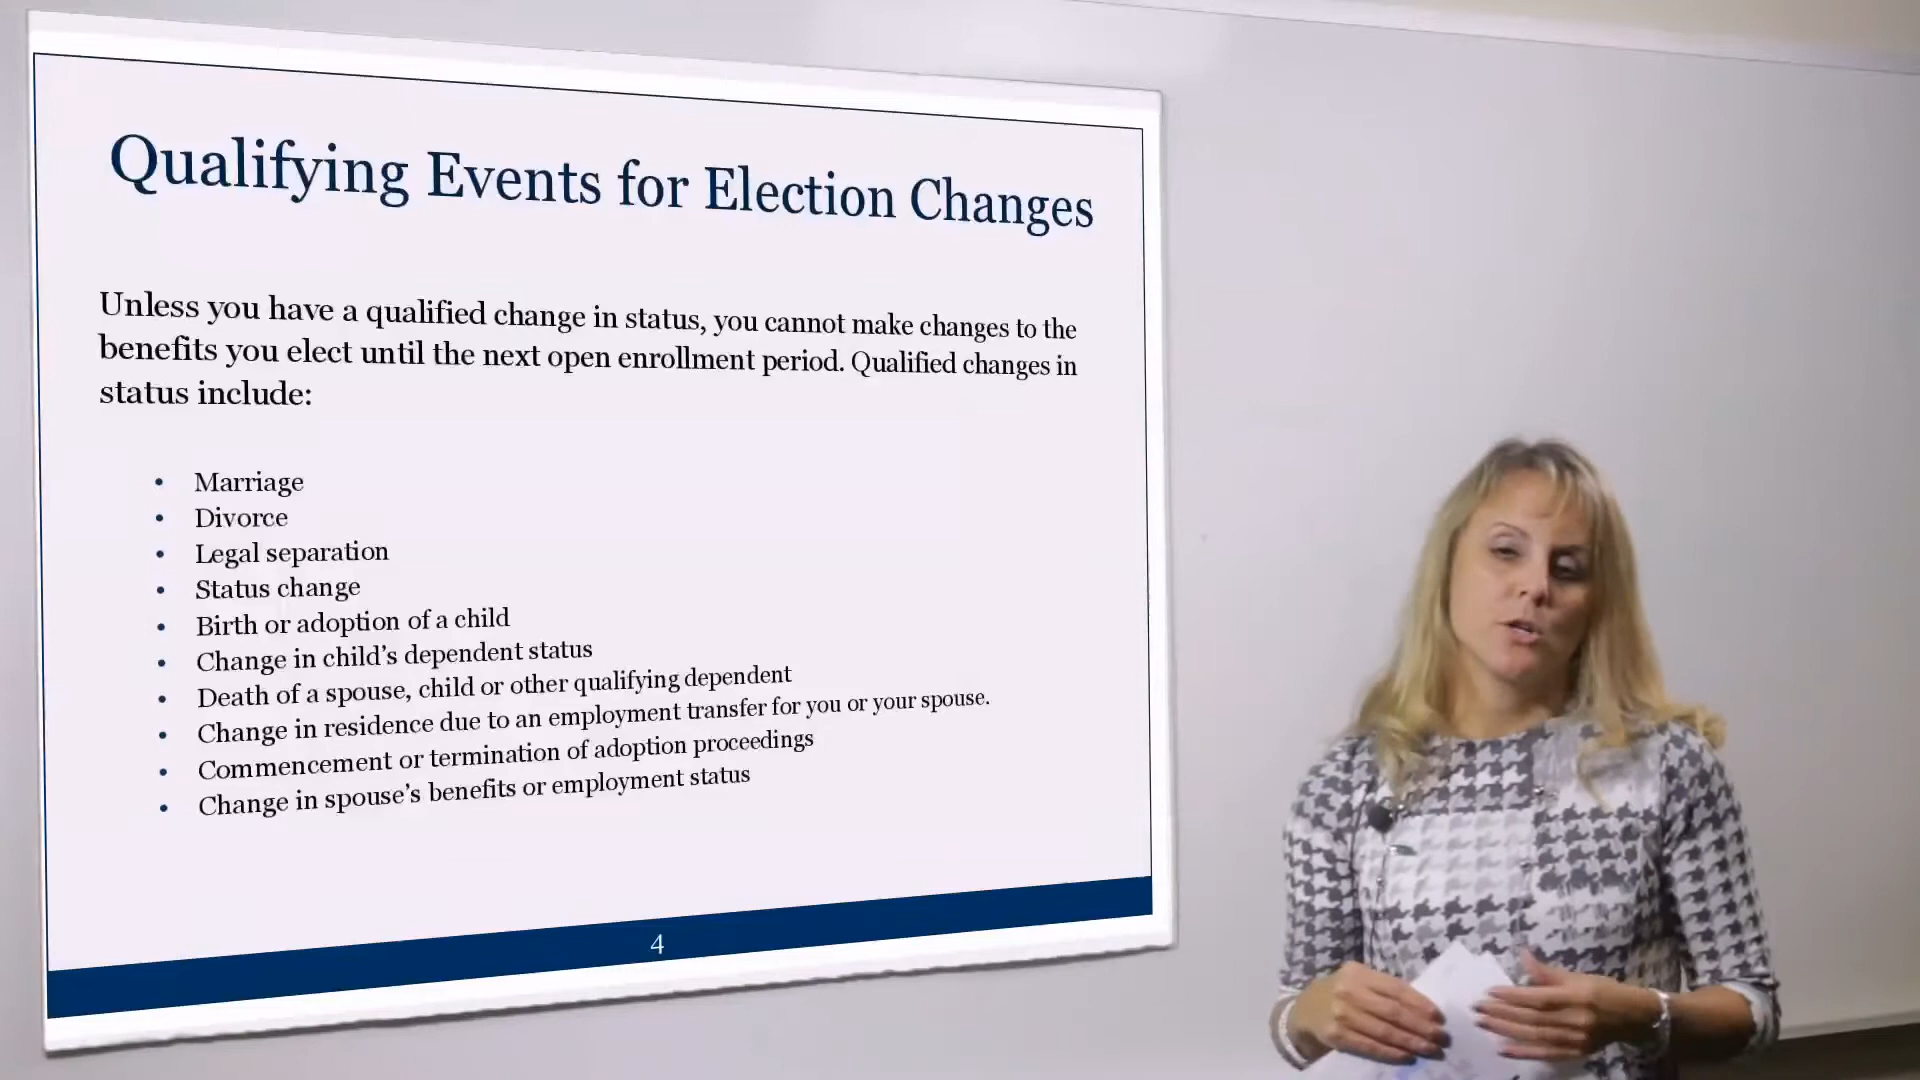 Qualifying Events for Election Changes
Unless you have a qualified change in status, you cannot make changes to the
benefits you elect until the next open enrollment period. Qualified changes in
status include:
• Marriage
• Divorce
• Legal separation
• Status change
• Birth or adoption of a child
• Change in child’s dependent status
• Death of a spouse, child or other qualifying dependent
• Change in residence due to an employment transfer for you or your spouse.
• Commencement or termination of adoption proceedings
• Change in spouse’s benefits or employment status
4